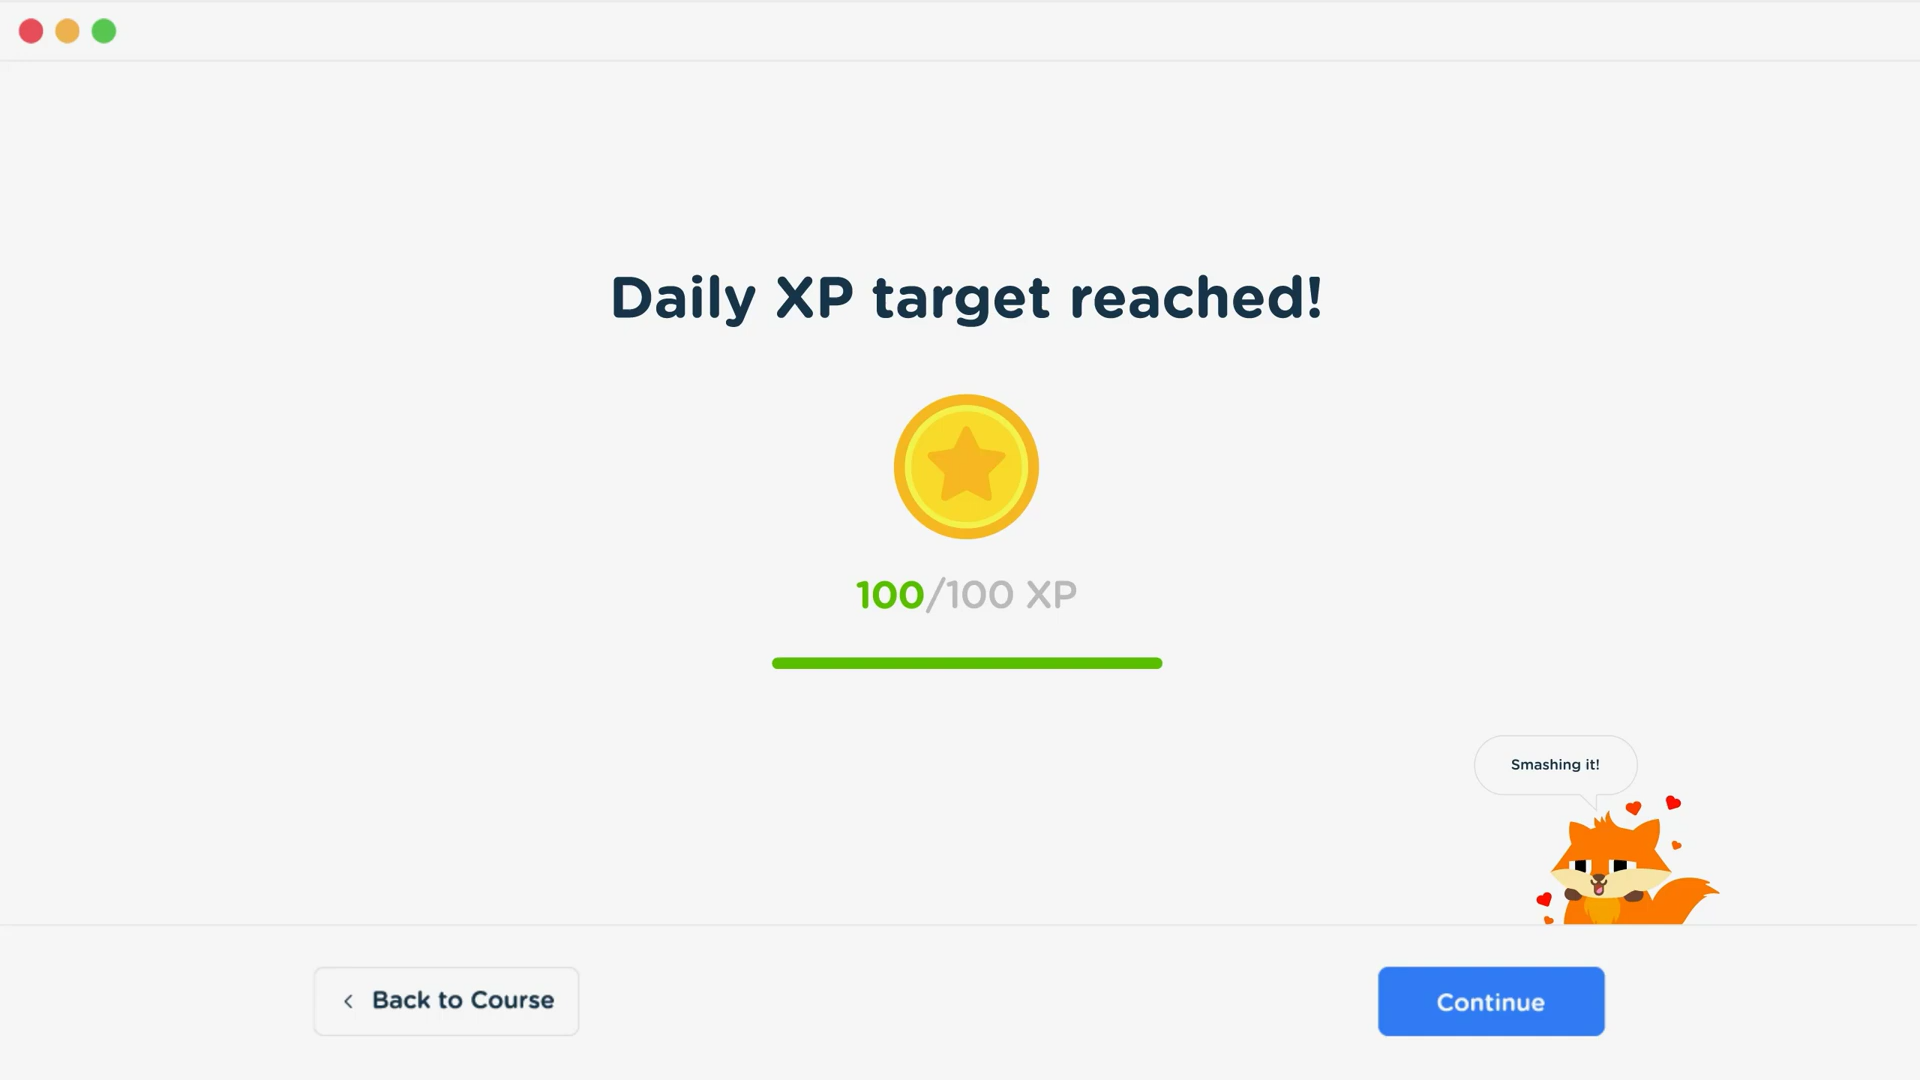 Daily XP target reached!
100/100 XP
Smashing it!
Back to Course
Continue